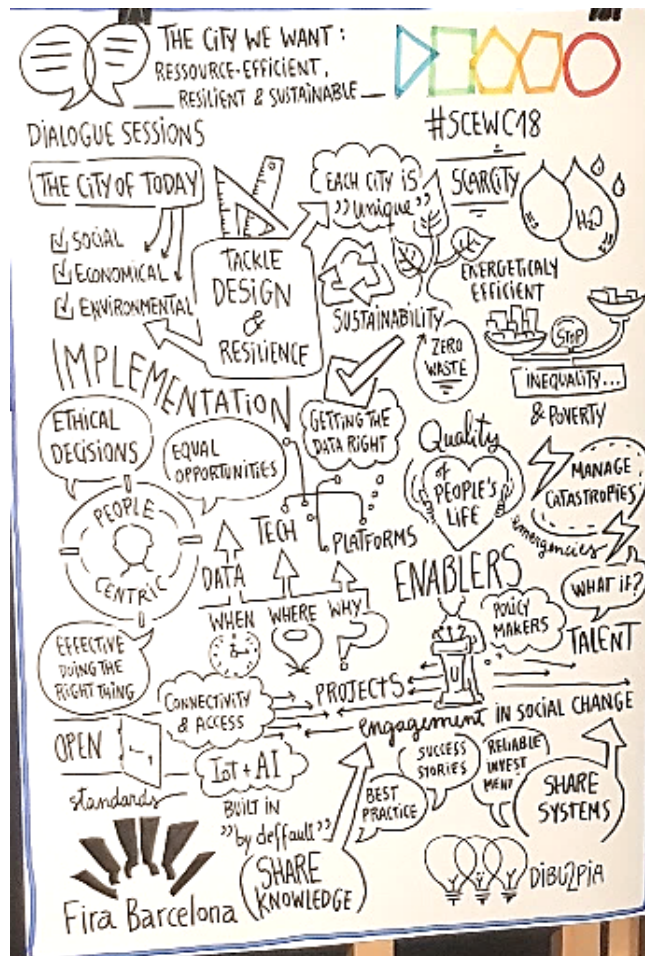 THE CITY WE WANT:
RESSOURCE-EFFICIENT,
RESILIENT & SUSTAINABLE
DIALOGUE SESSIONS
#SCEWC18
THE CITY OF TODAY
SOCIAL
ECONOMICAL
ENVIRONMENTAL
TACKLE
DESIGN
&
RESILIENCE
EACH CITY IS
"unique"
SUSTAINABILITY
SCARCITY
H2O
ENERGETICALY
EFFICIENT
ZERO
WASTE
STOP
INEQUALITY...
& POVERTY
IMPLEMENTATION
ETHICAL
DECISIONS
EQUAL
OPPORTUNITIES
PEOPLE
CENTRIC
EFFECTIVE
DOING THE
RIGHT THING
GETTING THE
DATA RIGHT
TECH
PLATFORMS
DATA
WHEN
WHERE
WHY
Quality
of
PEOPLE'S
LIFE
MANAGE
CATASTROPIES
emergencies
WHAT IF?
ENABLERS
POLICY
MAKERS
TALENT
CONNECTIVITY
& ACCESS
PROJECTS
engagement IN SOCIAL CHANGE
OPEN
standards
IoT + AI
BUILT IN
"by deffault"
SUCCESS
STORIES
BEST
PRACTICE
RELIABLE
INVEST
MENT
SHARE
SYSTEMS
SHARE
KNOWLEDGE
Fira Barcelona
DIBU2PIA